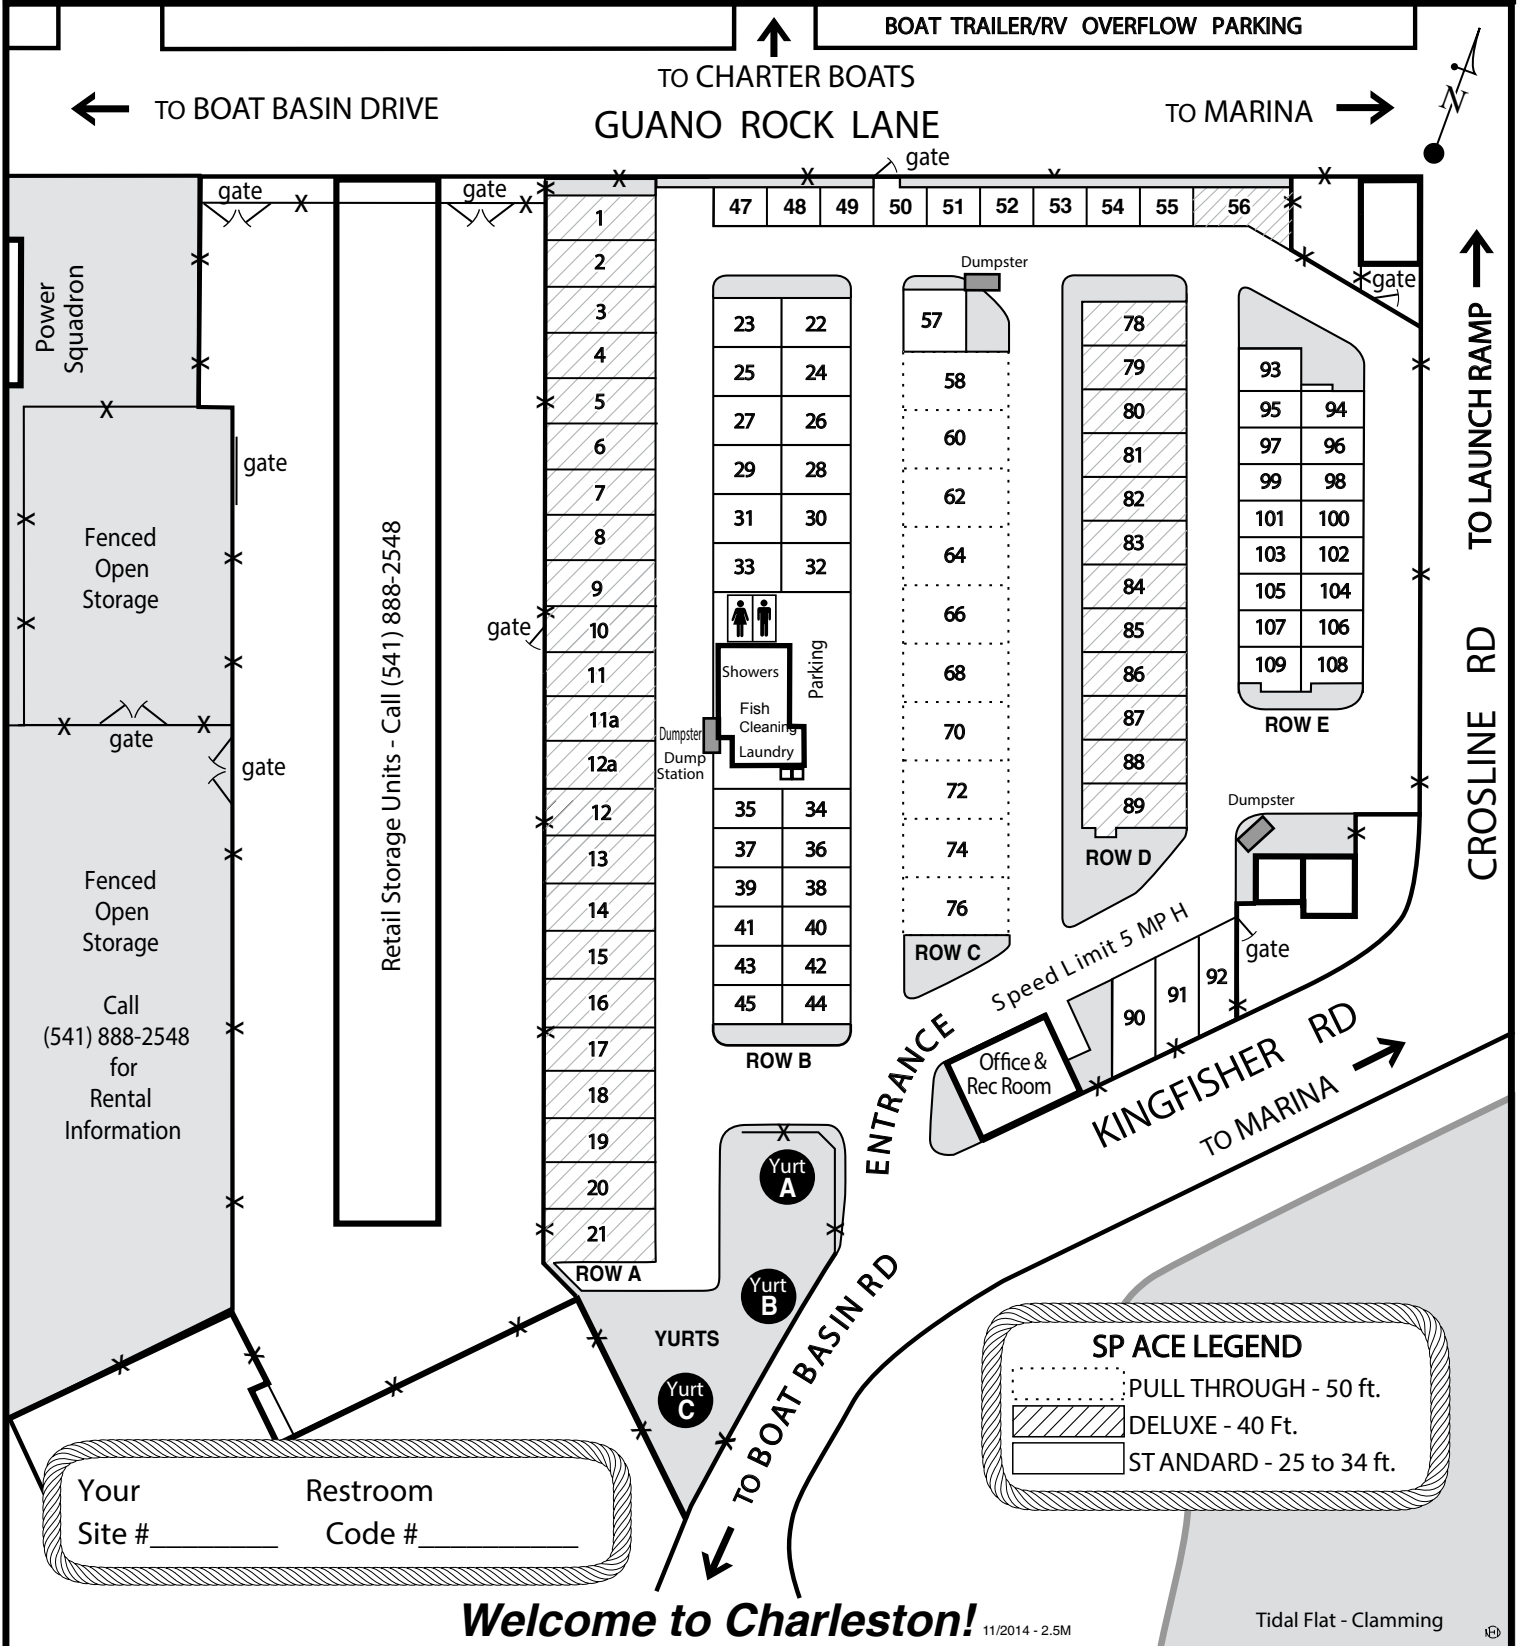 BOAT TRAILER/RV OVERFLOW PARKING
TO CHARTER BOATS
TO BOAT BASIN DRIVE
GUANO ROCK LANE
TO MARINA
N
gate
gate
gate
X
X
X
X
X
X
47 48 49 50 51 52 53 54 55 56
1
2
3
4
5
6
7
8
9
10
11
11a
12a
12
13
14
15
16
17
18
19
20
21
ROW A
Power
Squadron
X
gate
Fenced
Open
Storage
X
X
gate
gate
Fenced
Open
Storage
Call
(541) 888-2548
for
Rental
Information
Retail Storage Units - Call (541) 888-2548
gate
23 22
25 24
27 26
29 28
31 30
33 32
Showers
Fish
Cleaning
Laundry
Parking
Dumpster
Dump
Station
35 34
37 36
39 38
41 40
43 42
45 44
ROW B
Dumpster
57
58
60
62
64
66
68
70
72
74
76
ROW C
78
79
80
81
82
83
84
85
86
87
88
89
ROW D
gate
93
95 94
97 96
99 98
101 100
103 102
105 104
107 106
109 108
ROW E
Dumpster
gate
TO LAUNCH RAMP
CROSLINE RD
Speed Limit 5 MP H
90 91 92
Office &
Rec Room
ENTRANCE
KINGFISHER RD
TO MARINA
X
Yurt
A
Yurt
B
YURTS
Yurt
C
TO BOAT BASIN RD
SP ACE LEGEND
PULL THROUGH - 50 ft.
DELUXE - 40 Ft.
ST ANDARD - 25 to 34 ft.
Your Restroom
Site #_________ Code #___________
Welcome to Charleston!
11/2014 - 2.5M
Tidal Flat - Clamming